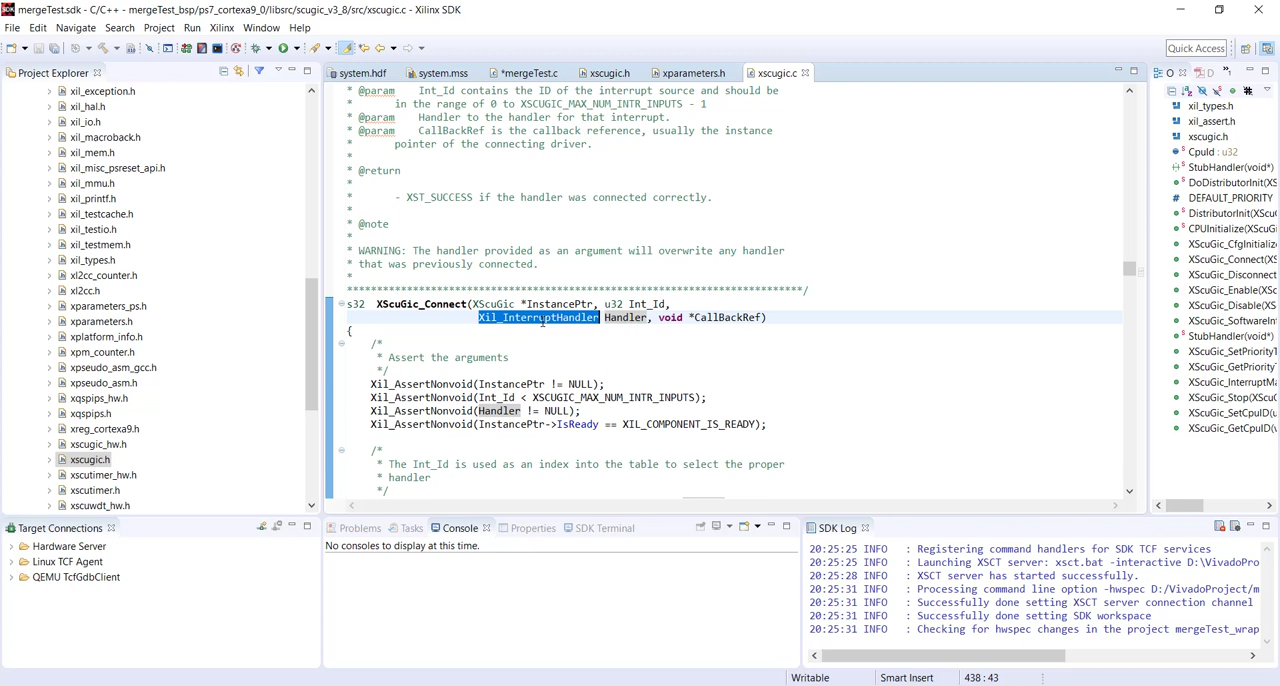 mergeTest.sdk - C/C++ - mergeTest_bsp/ps7_cortexa9_0/libsrc/scugic_v3_8/src/xscugic.c - Xilinx SDK
File Edit Navigate Search Project Run Xilinx Window Help
Quick Access
Project Explorer
xil_exception.h
xil_hal.h
xil_io.h
xil_macroback.h
xil_mem.h
xil_misc_psreset_api.h
xil_mmu.h
xil_printf.h
xil_testcache.h
xil_testio.h
xil_testmem.h
xil_types.h
xl2cc_counter.h
xl2cc.h
xparameters_ps.h
xparameters.h
xplatform_info.h
xpm_counter.h
xpseudo_asm_gcc.h
xpseudo_asm.h
xqspips_hw.h
xqspips.h
xreg_cortexa9.h
xscugic_hw.h
xscugic.h
xscutimer_hw.h
xscutimer.h
xscuwdt_hw.h
system.hdf system.mss xscugic.h xparameters.h xscugic.c
* @param Int_Id contains the ID of the interrupt source and should be
* in the range of 0 to XSCUGIC_MAX_NUM_INTR_INPUTS - 1
* @param Handler to the handler for that interrupt.
* @param CallBackRef is the callback reference, usually the instance
* pointer of the connecting driver.
*
* @return
*
* - XST_SUCCESS if the handler was connected correctly.
*
* @note
*
* WARNING: The handler provided as an argument will overwrite any handler
* that was previously connected.
*
****************************************************************************/
s32 XScuGic_Connect(XScuGic *InstancePtr, u32 Int_Id,
Xil_InterruptHandler Handler, void *CallBackRef)
{
/*
* Assert the arguments
*/
Xil_AssertNonvoid(InstancePtr != NULL);
Xil_AssertNonvoid(Int_Id < XSCUGIC_MAX_NUM_INTR_INPUTS);
Xil_AssertNonvoid(Handler != NULL);
Xil_AssertNonvoid(InstancePtr->IsReady == XIL_COMPONENT_IS_READY);
/*
* The Int_Id is used as an index into the table to select the proper
* handler
*/
O D
xil_types.h
xil_assert.h
xscugic.h
CpuId : u32
StubHandler(void*)
DoDistributorInit(XS
DEFAULT_PRIORITY
DistributorInit(XScuG
CPUInitialize(XScuGi
XScuGic_CfgInitialize
XScuGic_Connect(XS
XScuGic_Disconnect
XScuGic_Enable(XSc
XScuGic_Disable(XSc
XScuGic_SoftwareIn
StubHandler(void*)
XScuGic_SetPriorityT
XScuGic_GetPriority
XScuGic_InterruptM
XScuGic_Stop(XScuG
XScuGic_SetCpuID(u
XScuGic_GetCpuID(
Target Connections
Hardware Server
Linux TCF Agent
QEMU TcfGdbClient
Problems Tasks Console Properties SDK Terminal
No consoles to display at this time.
SDK Log
20:25:25 INFO : Registering command handlers for SDK TCF services
20:25:25 INFO : Launching XSCT server: xsct.bat -interactive D:\VivadoPro
20:25:28 INFO : XSCT server has started successfully.
20:25:31 INFO : Processing command line option -hwspec D:/VivadoProject/m
20:25:31 INFO : Successfully done setting XSCT server connection channel
20:25:31 INFO : Successfully done setting SDK workspace
20:25:31 INFO : Checking for hwspec changes in the project mergeTest_wrap
Writable Smart Insert 438 : 43